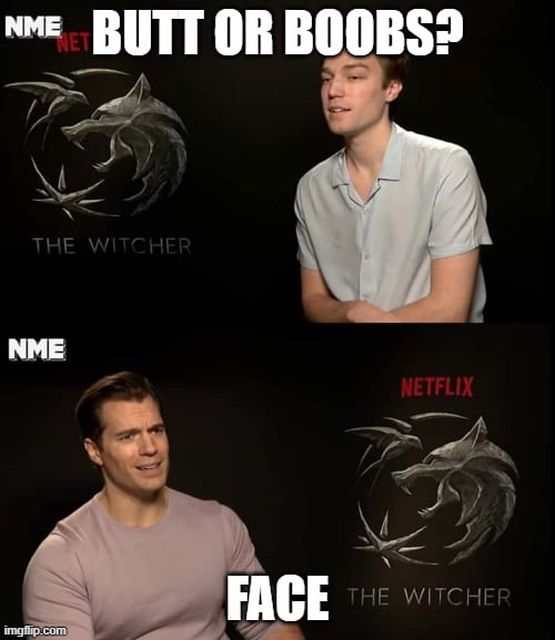 NME
NET
BUTT OR BOOBS?
THE WITCHER
NME
NETFLIX
FACE
THE WITCHER
imgflip.com